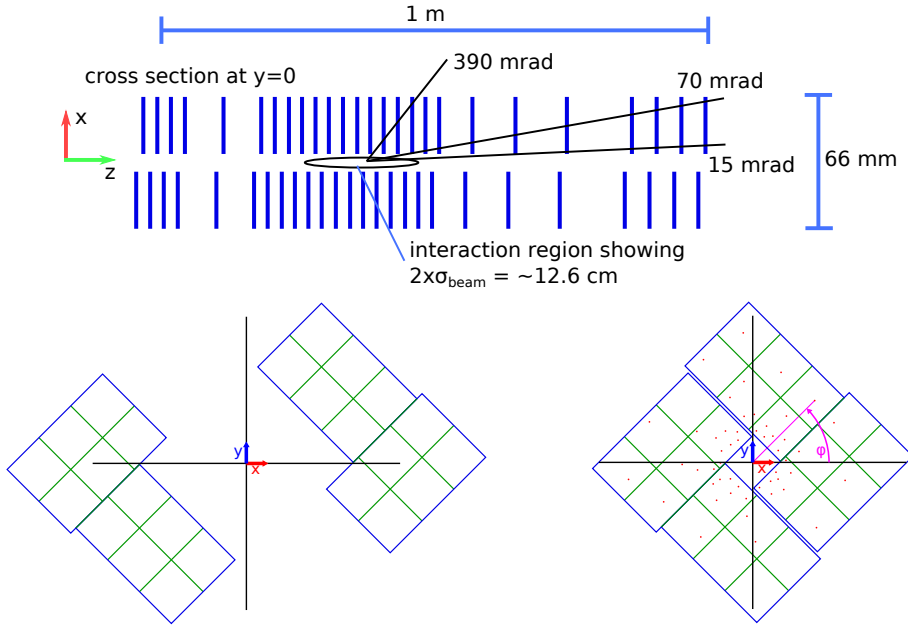 1 m
cross section at y=0
390 mrad
70 mrad
x
z
66 mm
15 mrad
interaction region showing
2xσbeam = ~12.6 cm
y
x
y
x
φ